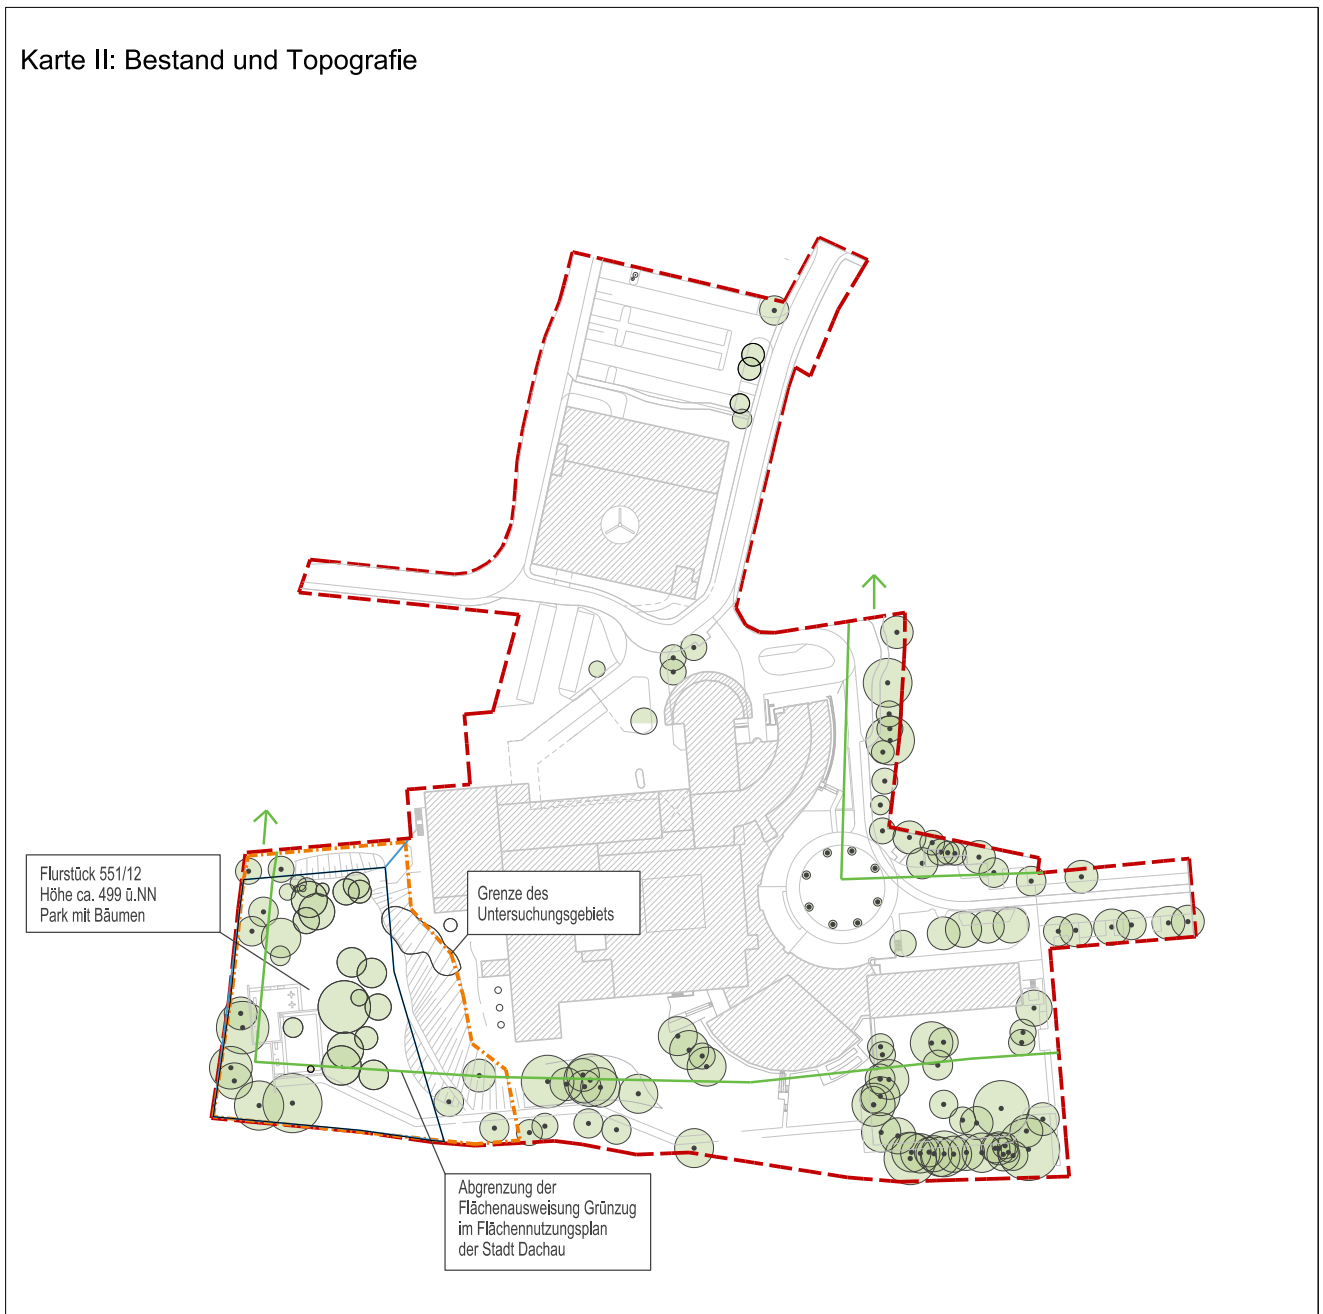 Karte II: Bestand und Topografie
Flurstück 551/12
Höhe ca. 499 ü.NN
Park mit Bäumen
Grenze des
Untersuchungsgebiets
Abgrenzung der
Flächenausweisung Grünzug
im Flächennutzungsplan
der Stadt Dachau